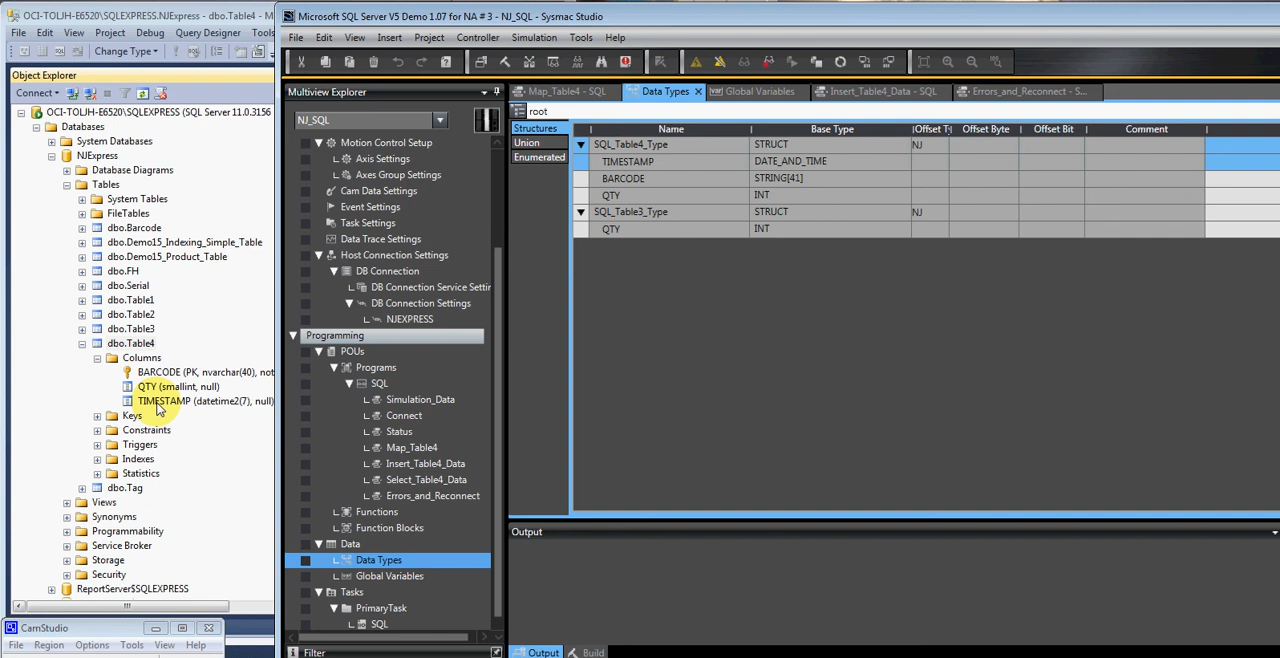 OCI-TOLJH-E6520\SQLEXPRESS.NJExpress - dbo.Table4 - M
File Edit View Project Debug Query Designer Tools
Change Type
Object Explorer
Connect
OCI-TOLJH-E6520\SQLEXPRESS (SQL Server 11.0.3156
Databases
System Databases
NJExpress
Database Diagrams
Tables
System Tables
FileTables
dbo.Barcode
dbo.Demo15_Indexing_Simple_Table
dbo.Demo15_Product_Table
dbo.FH
dbo.Serial
dbo.Table1
dbo.Table2
dbo.Table3
dbo.Table4
Columns
BARCODE (PK, nvarchar(40), not
QTY (smallint, null)
TIMESTAMP (datetime2(7), null)
Keys
Constraints
Triggers
Indexes
Statistics
dbo.Tag
Views
Synonyms
Programmability
Service Broker
Storage
Security
ReportServer$SQLEXPRESS
CamStudio
File Region Options Tools View Help
Microsoft SQL Server V5 Demo 1.07 for NA # 3 - NJ_SQL - Sysmac Studio
File Edit View Insert Project Controller Simulation Tools Help
Multiview Explorer
NJ_SQL
Motion Control Setup
Axis Settings
Axes Group Settings
Cam Data Settings
Event Settings
Task Settings
Data Trace Settings
Host Connection Settings
DB Connection
DB Connection Service Settir
DB Connection Settings
NJEXPRESS
Programming
POUs
Programs
SQL
Simulation_Data
Connect
Status
Map_Table4
Insert_Table4_Data
Select_Table4_Data
Errors_and_Reconnect
Functions
Function Blocks
Data
Data Types
Global Variables
Tasks
PrimaryTask
SQL
Filter
Map_Table4 - SQL Data Types Global Variables Insert_Table4_Data - SQL Errors_and_Reconnect - S...
root
Structures
Union
Enumerated
Name Base Type Offset Ty Offset Byte Offset Bit Comment
SQL_Table4_Type STRUCT NJ
TIMESTAMP DATE_AND_TIME
BARCODE STRING[41]
QTY INT
SQL_Table3_Type STRUCT NJ
QTY INT
Output
Output Build